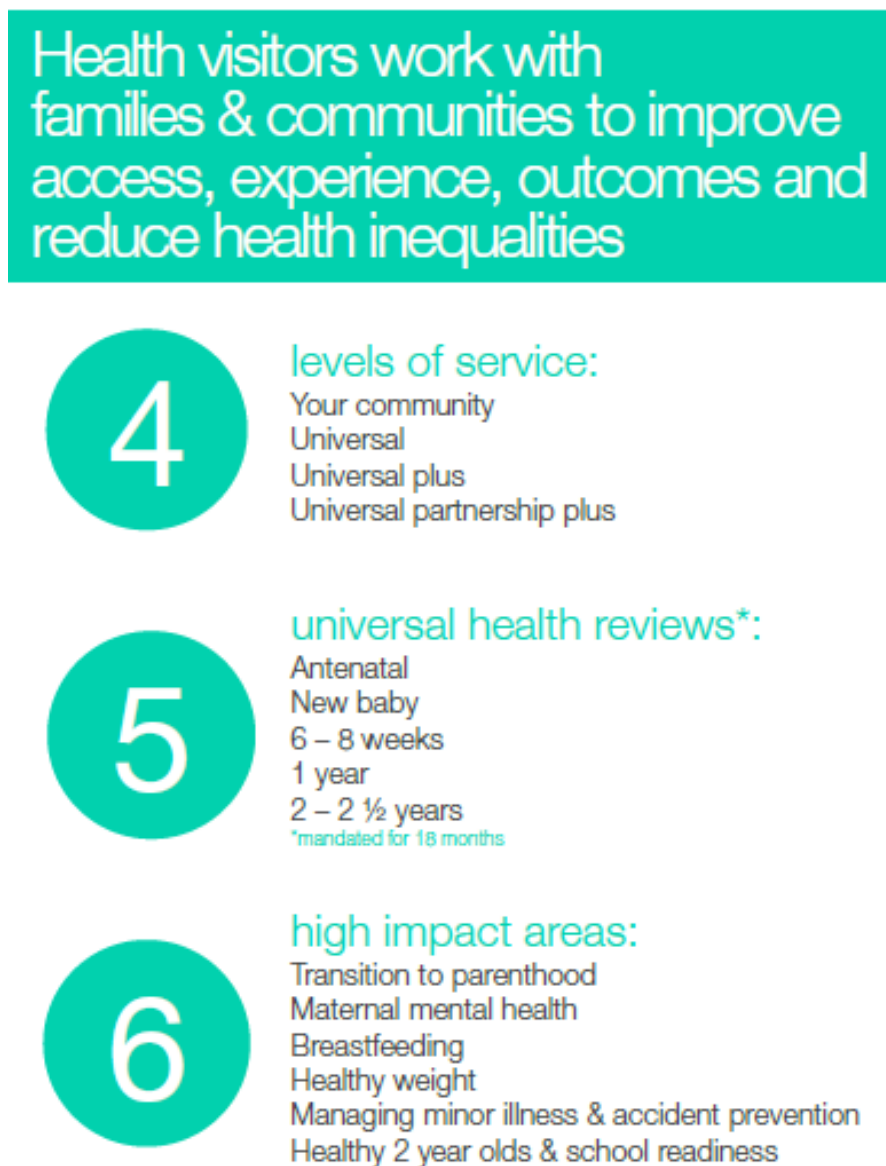 Health visitors work with
families & communities to improve
access, experience, outcomes and
reduce health inequalities
4
levels of service:
Your community
Universal
Universal plus
Universal partnership plus
5
universal health reviews*:
Antenatal
New baby
6 – 8 weeks
1 year
2 – 2 ½ years
*mandated for 18 months
6
high impact areas:
Transition to parenthood
Maternal mental health
Breastfeeding
Healthy weight
Managing minor illness & accident prevention
Healthy 2 year olds & school readiness